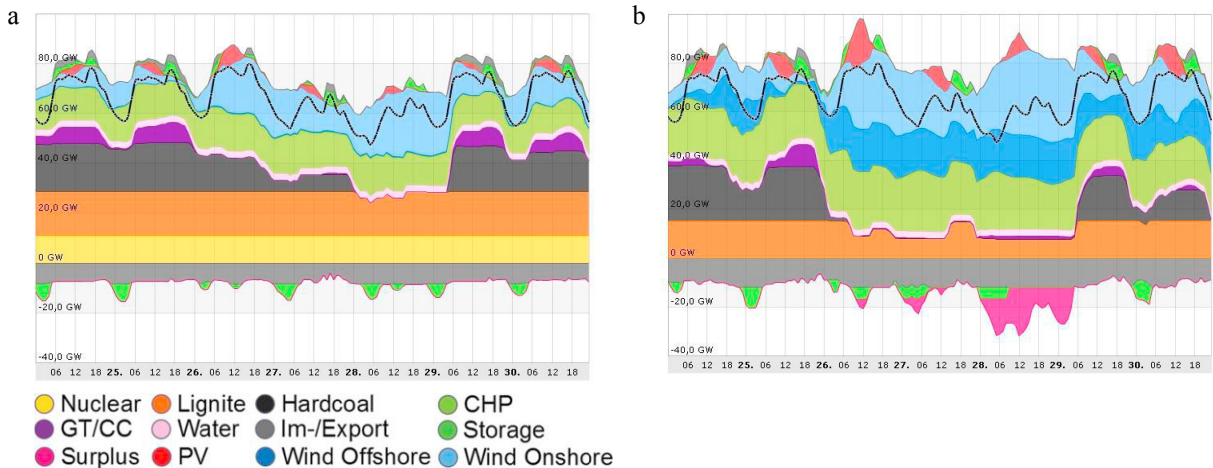 a
80,0 GW
60,0 GW
40,0 GW
20,0 GW
0 GW
-20,0 GW
-40,0 GW
06 12 18 25. 06 12 18 26. 06 12 18 27. 06 12 18 28. 06 12 18 29. 06 12 18 30. 06 12 18
b
80,0 GW
60,0 GW
40,0 GW
20,0 GW
0 GW
-20,0 GW
-40,0 GW
06 12 18 25. 06 12 18 26. 06 12 18 27. 06 12 18 28. 06 12 18 29. 06 12 18 30. 06 12 18
Nuclear Lignite Hardcoal CHP
GT/CC Water Im-/Export Storage
Surplus PV Wind Offshore Wind Onshore